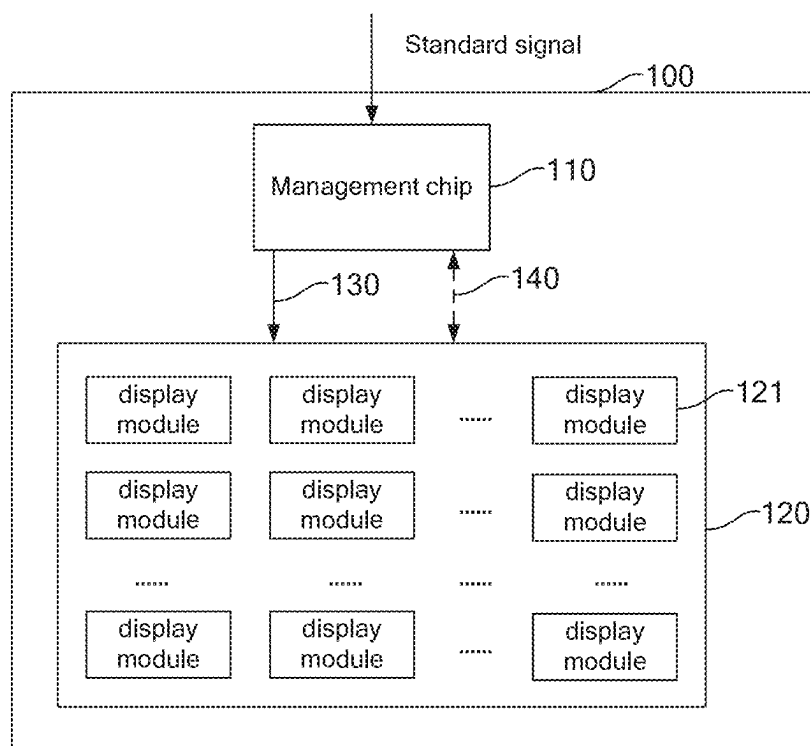 Standard signal
100
Management chip
110
130
140
display module
display module
......
display module
121
display module
display module
......
display module
120
......
......
......
......
display module
display module
......
display module